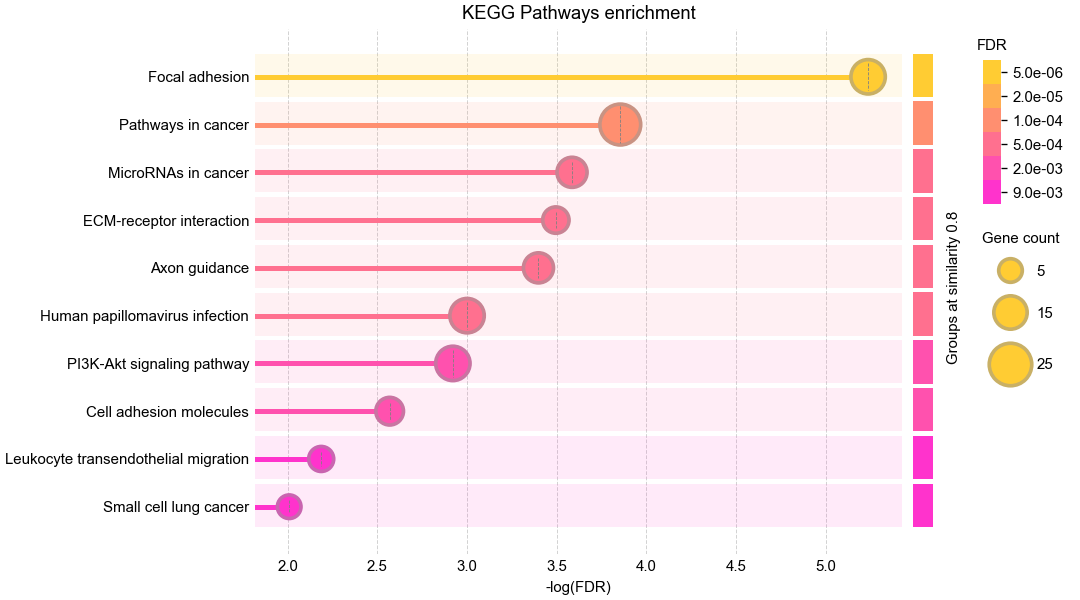 KEGG Pathways enrichment
Focal adhesion
Pathways in cancer
MicroRNAs in cancer
ECM-receptor interaction
Axon guidance
Human papillomavirus infection
PI3K-Akt signaling pathway
Cell adhesion molecules
Leukocyte transendothelial migration
Small cell lung cancer
2.0 2.5 3.0 3.5 4.0 4.5 5.0
-log(FDR)
Groups at similarity 0.8
FDR
5.0e-06
2.0e-05
1.0e-04
5.0e-04
2.0e-03
9.0e-03
Gene count
5
15
25